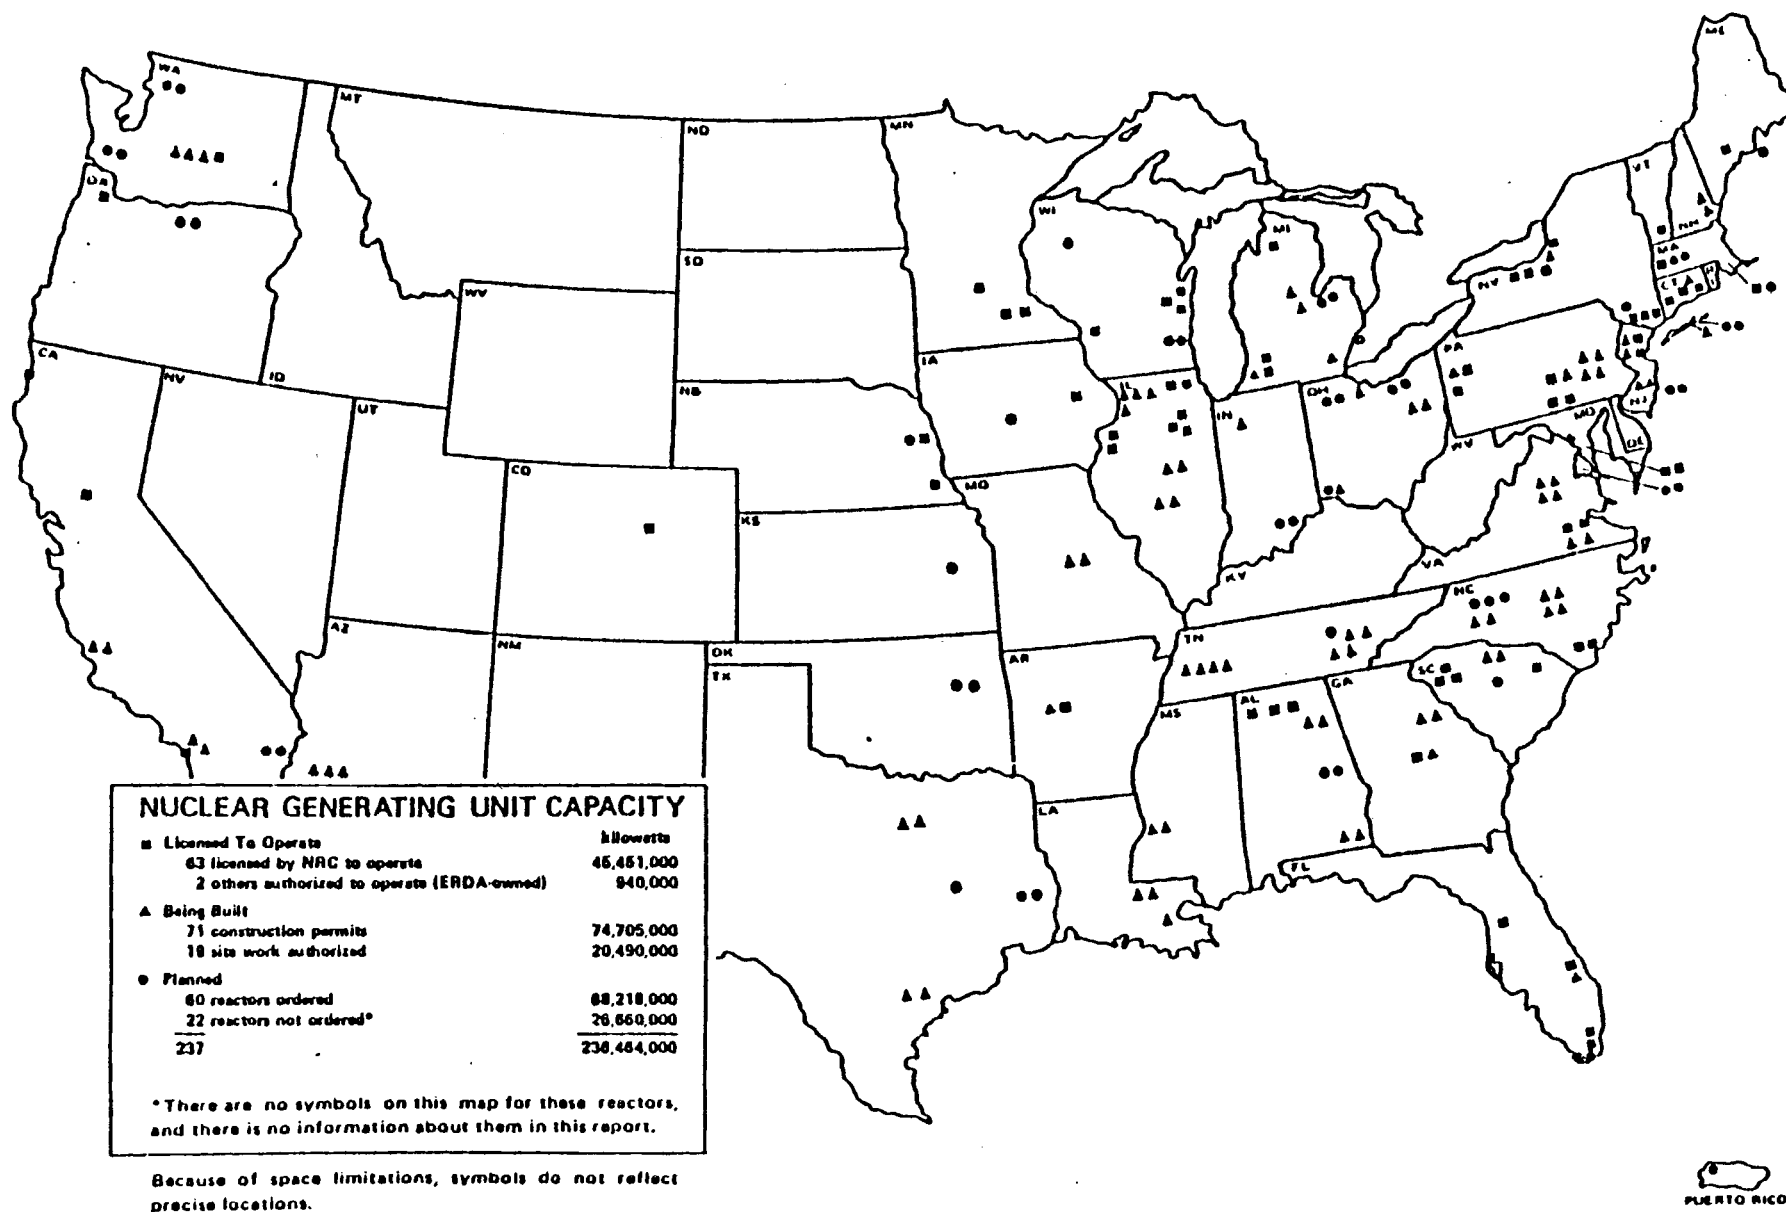 ME
WA
MT
ND
MN
VT
OR
WI
NH
MI
MA
SD
WY
NY
CT
R
I
CA
IA
PA
NV
ID
NB
IL
OH
UT
IN
NJ
MD
WV
DE
CO
MO
KS
KY
VA
NC
AZ
NM
OK
TN
AR
TX
SC
GA
AL
MS
NUCLEAR GENERATING UNIT CAPACITY
■ Licensed To Operate kilowatts
63 licensed by NRC to operate 45,451,000
2 others authorized to operate (ERDA-owned) 940,000
▲ Being Built
71 construction permits 74,705,000
19 site work authorized 20,490,000
● Planned
60 reactors ordered 68,218,000
22 reactors not ordered* 26,660,000
237 236,464,000
*There are no symbols on this map for these reactors,
and there is no information about them in this report.
LA
FL
Because of space limitations, symbols do not reflect
precise locations.
PUERTO RICO